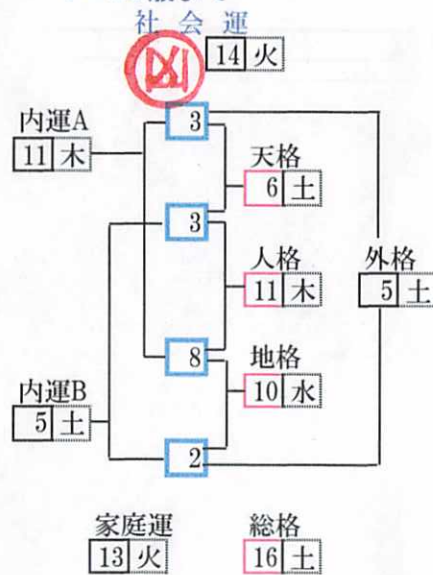 社会運
凶 14 火
内運A
11 木
3
天格
6 土
3
人格
11 木
外格
5 土
8
地格
10 水
内運B
5 土
2
家庭運
13 火
総格
16 土